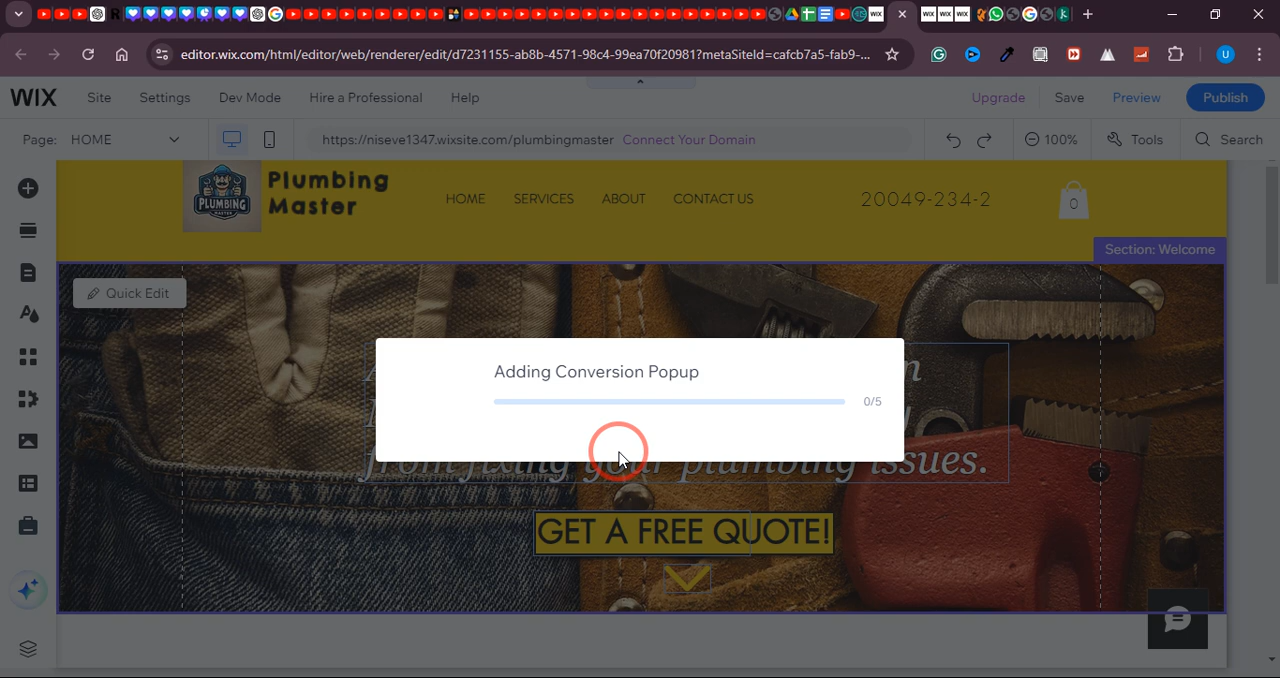 editor.wix.com/html/editor/web/renderer/edit/d7231155-ab8b-4571-98c4-99ea70f20981?metaSiteId=cafcb7a5-fab9-...
WIX
Site
Settings
Dev Mode
Hire a Professional
Help
Upgrade
Save
Preview
Publish
Page: HOME
https://niseve1347.wixsite.com/plumbingmaster Connect Your Domain
100%
Tools
Search
PLUMBING
MASTER
Plumbing
Master
HOME
SERVICES
ABOUT
CONTACT US
20049-234-2
0
Section: Welcome
Quick Edit
Adding Conversion Popup
0/5
from fixing your plumbing issues.
GET A FREE QUOTE!